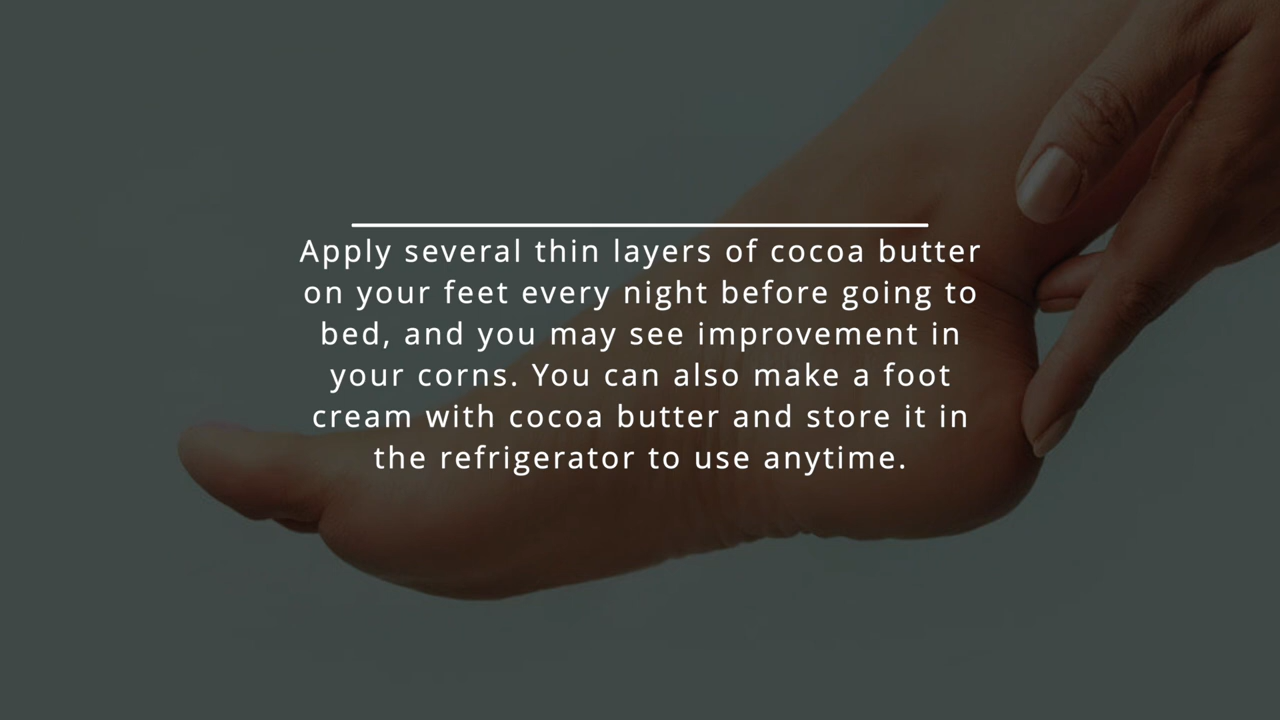 Apply several thin layers of cocoa butter
on your feet every night before going to
bed, and you may see improvement in
your corns. You can also make a foot
cream with cocoa butter and store it in
the refrigerator to use anytime.